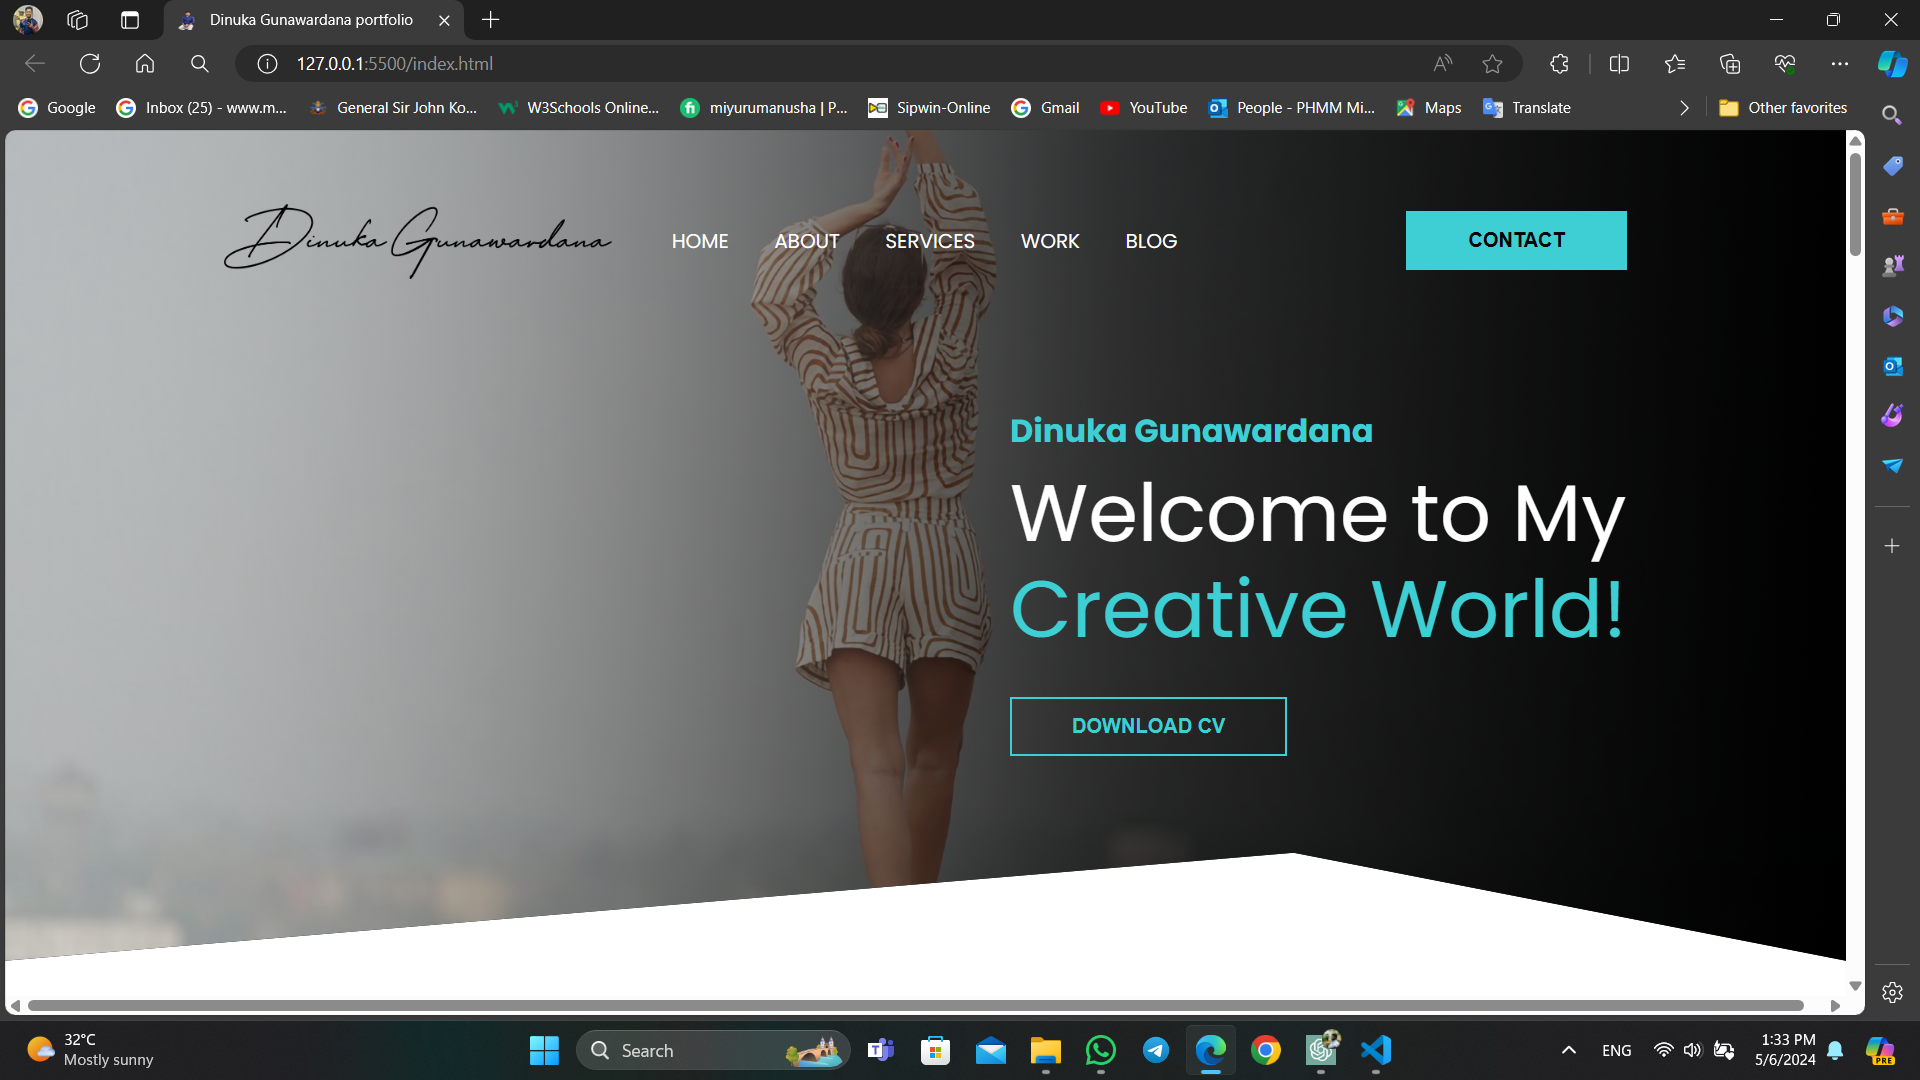 Dinuka Gunawardana portfolio
127.0.0.1:5500/index.html
Google
Inbox (25) - www.m...
General Sir John Ko...
W3Schools Online...
miyurumanusha | P...
Sipwin-Online
Gmail
YouTube
People - PHMM Mi...
Maps
Translate
Other favorites
Dinuka Gunawardana
HOME
ABOUT
SERVICES
WORK
BLOG
CONTACT
Dinuka Gunawardana
Welcome to My
Creative World!
DOWNLOAD CV
32°C
Mostly sunny
Search
ENG
1:33 PM
5/6/2024
PRE